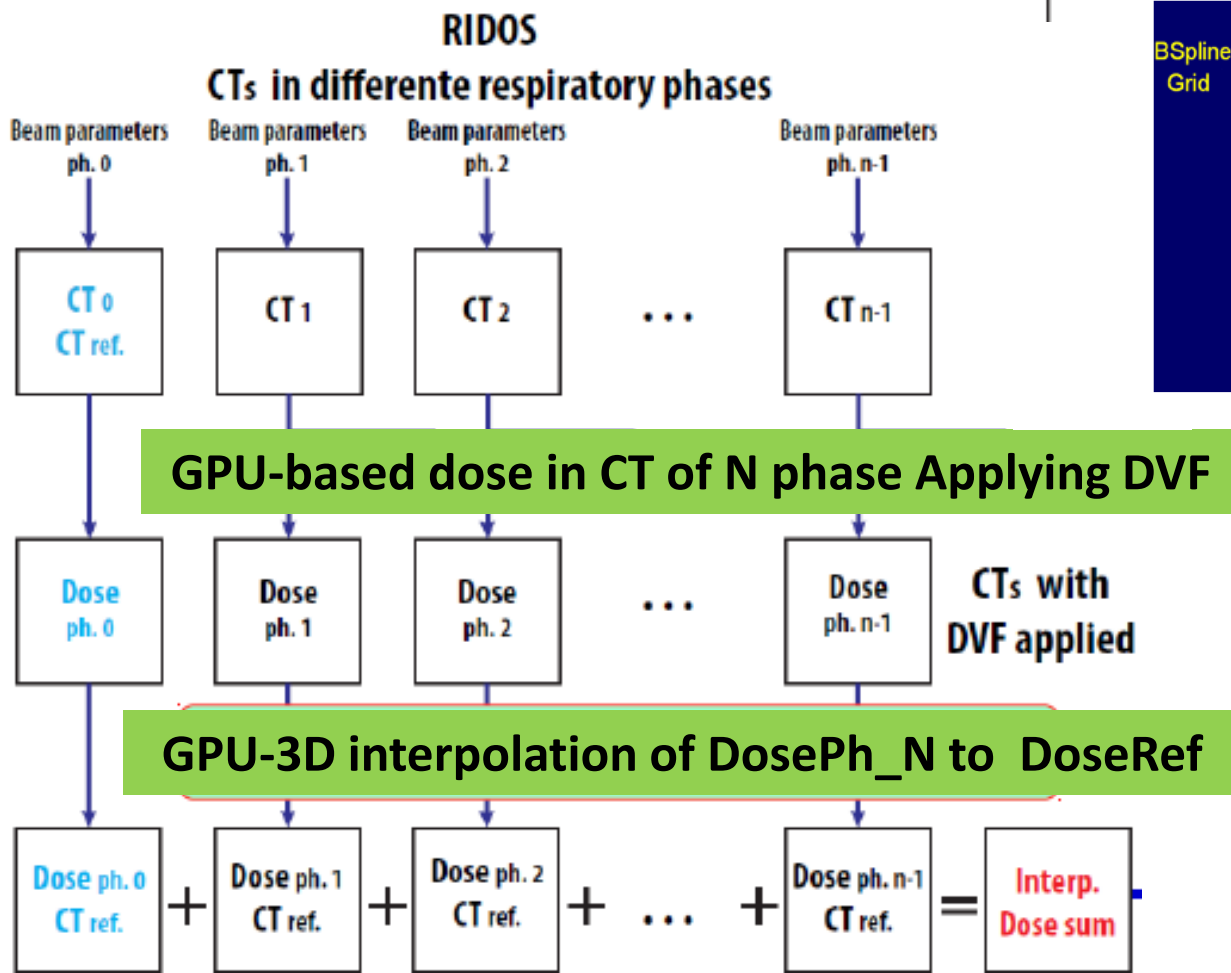 RIDOS
CTs in differente respiratory phases
BSpline
Grid
Beam parameters
ph. 0
Beam parameters
ph. 1
Beam parameters
ph. 2
Beam parameters
ph. n-1
CT 0
CT ref.
CT 1
CT 2
...
CT n-1
GPU-based dose in CT of N phase Applying DVF
Dose
ph. 0
Dose
ph. 1
Dose
ph. 2
...
Dose
ph. n-1
CTs with
DVF applied
GPU-3D interpolation of DosePh_N to DoseRef
Dose ph. 0
CT ref.
+
Dose ph. 1
CT ref.
+
Dose ph. 2
CT ref.
+ ... +
Dose ph. n-1
CT ref.
=
Interp.
Dose sum